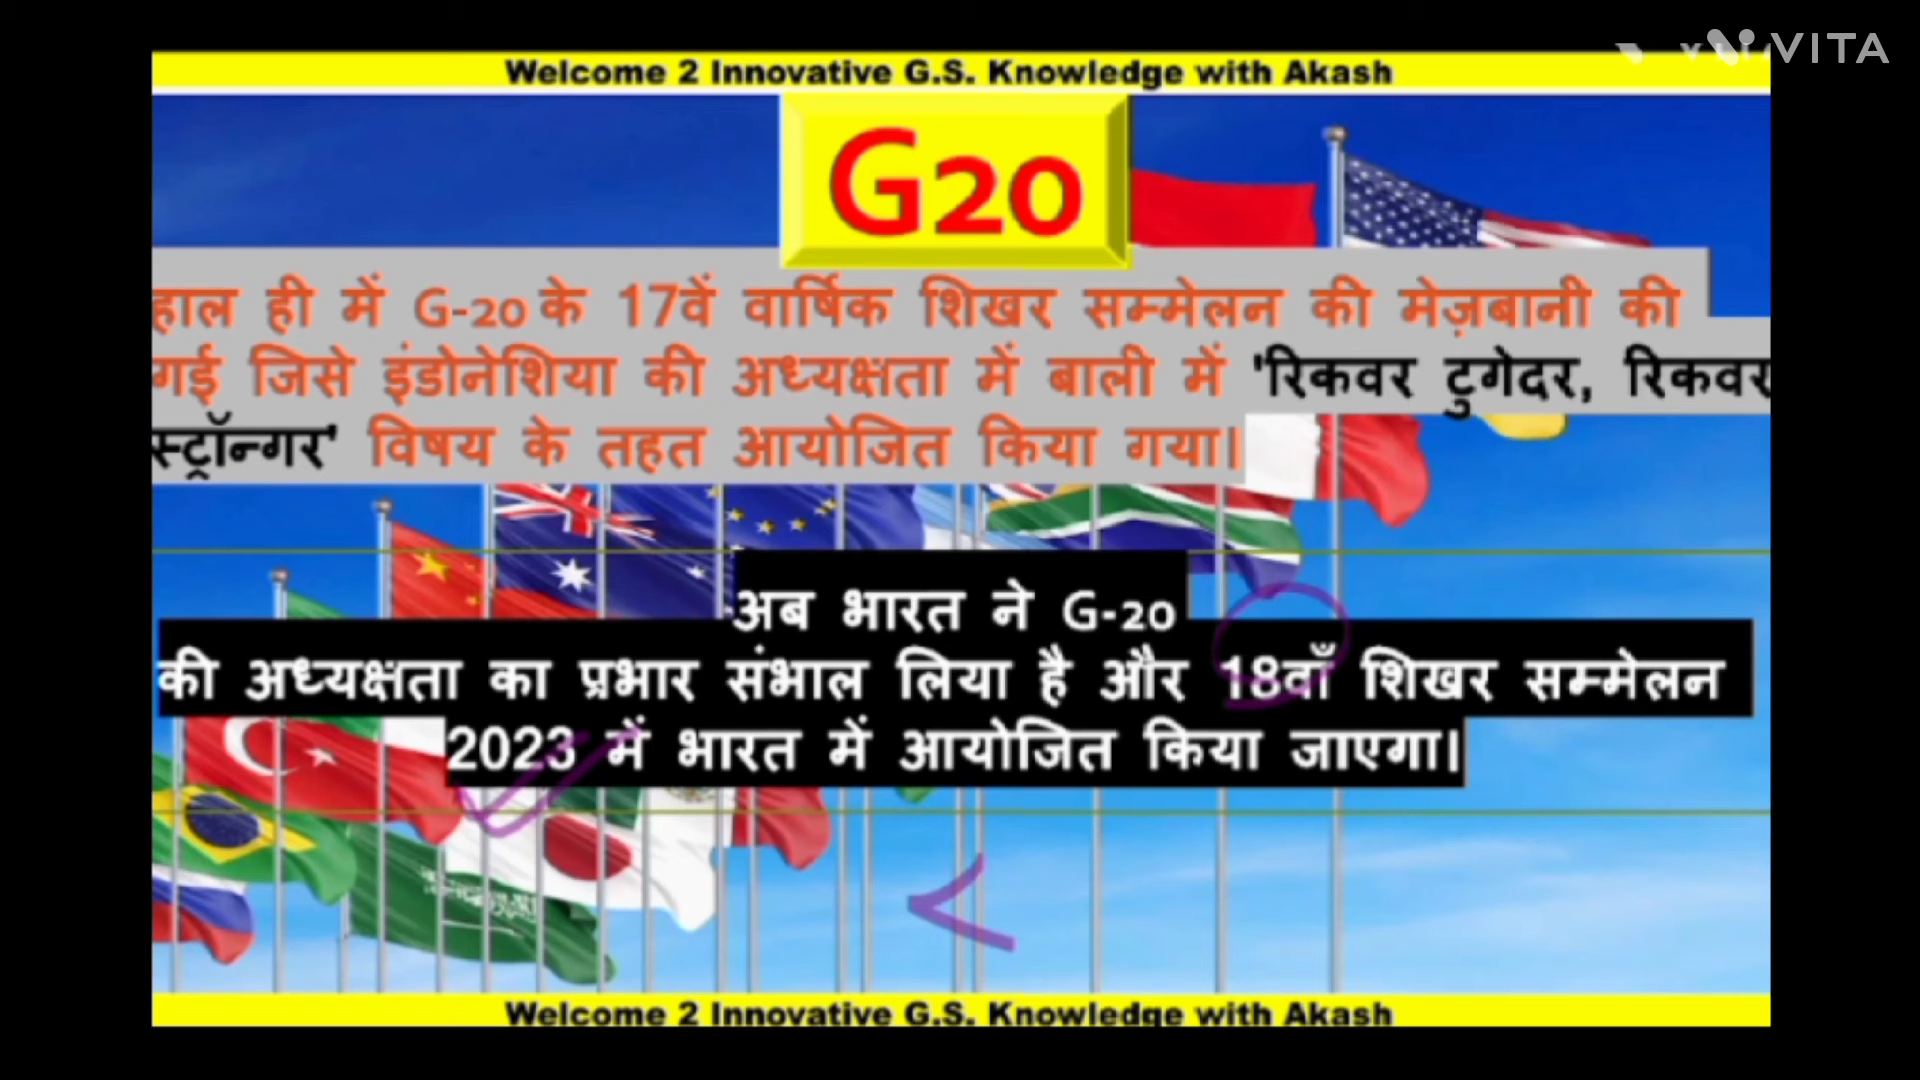 VITA
Welcome 2 Innovative G.S. Knowledge with Akash
G20
हाल ही में G-20 के 17वें वार्षिक शिखर सम्मेलन की मेज़बानी की
गई जिसे इंडोनेशिया की अध्यक्षता में बाली में 'रिकवर टुगेदर, रिकवर
स्ट्रॉन्गर' विषय के तहत आयोजित किया गया।
अब भारत ने G-20
की अध्यक्षता का प्रभार संभाल लिया है और 18वाँ शिखर सम्मेलन
2023 में भारत में आयोजित किया जाएगा।
Welcome 2 Innovative G.S. Knowledge with Akash